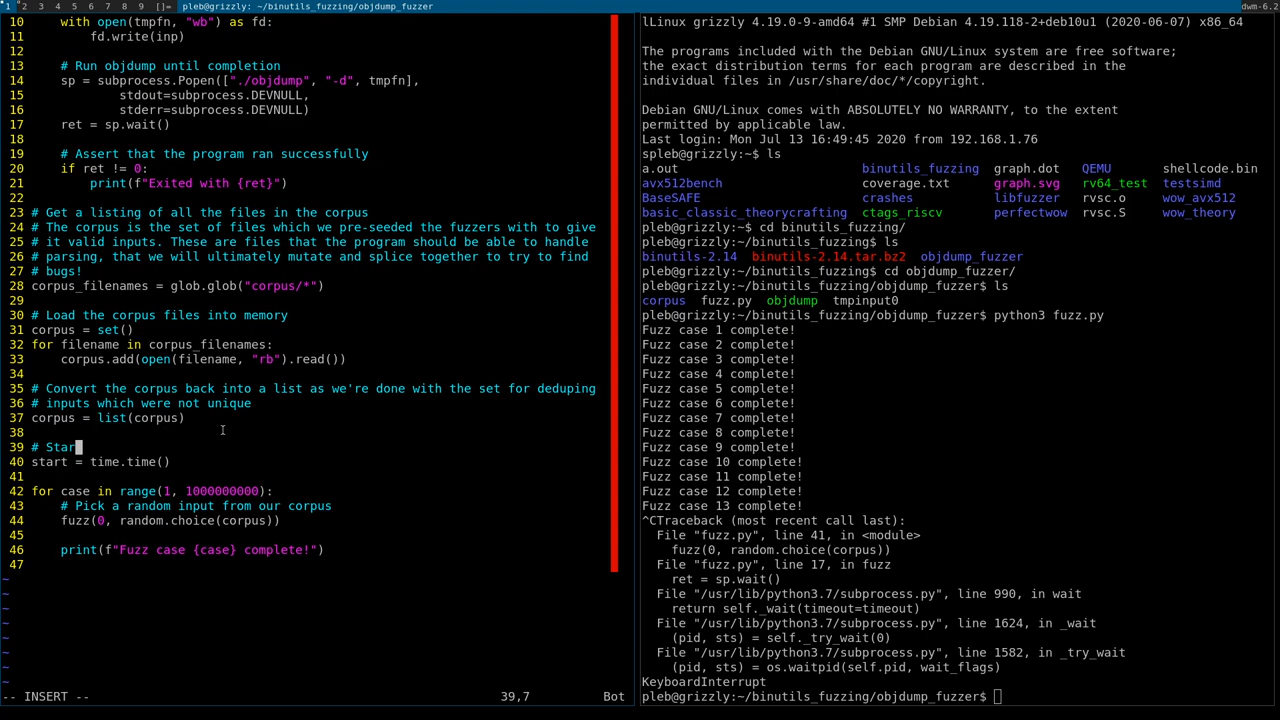 1 2 3 4 5 6 7 8 9 []= pleb@grizzly: ~/binutils_fuzzing/objdump_fuzzer dwm-6.2
10     with open(tmpfn, "wb") as fd:
11         fd.write(inp)
12
13     # Run objdump until completion
14     sp = subprocess.Popen(["./objdump", "-d", tmpfn],
15             stdout=subprocess.DEVNULL,
16             stderr=subprocess.DEVNULL)
17     ret = sp.wait()
18
19     # Assert that the program ran successfully
20     if ret != 0:
21         print(f"Exited with {ret}")
22
23 # Get a listing of all the files in the corpus
24 # The corpus is the set of files which we pre-seeded the fuzzers with to give
25 # it valid inputs. These are files that the program should be able to handle
26 # parsing, that we will ultimately mutate and splice together to try to find
27 # bugs!
28 corpus_filenames = glob.glob("corpus/*")
29
30 # Load the corpus files into memory
31 corpus = set()
32 for filename in corpus_filenames:
33     corpus.add(open(filename, "rb").read())
34
35 # Convert the corpus back into a list as we're done with the set for deduping
36 # inputs which were not unique
37 corpus = list(corpus)
38
39 # Star
40 start = time.time()
41
42 for case in range(1, 1000000000):
43     # Pick a random input from our corpus
44     fuzz(0, random.choice(corpus))
45
46     print(f"Fuzz case {case} complete!")
47
~
~
~
~
~
~
~
~
-- INSERT -- 39,7 Bot
lLinux grizzly 4.19.0-9-amd64 #1 SMP Debian 4.19.118-2+deb10u1 (2020-06-07) x86_64
The programs included with the Debian GNU/Linux system are free software;
the exact distribution terms for each program are described in the
individual files in /usr/share/doc/*/copyright.
Debian GNU/Linux comes with ABSOLUTELY NO WARRANTY, to the extent
permitted by applicable law.
Last login: Mon Jul 13 16:49:45 2020 from 192.168.1.76
spleb@grizzly:~$ ls
a.out binutils_fuzzing graph.dot QEMU shellcode.bin
avx512bench coverage.txt graph.svg rv64_test testsimd
BaseSAFE crashes libfuzzer rvsc.o wow_avx512
basic_classic_theorycrafting ctags_riscv perfectwow rvsc.S wow_theory
pleb@grizzly:~$ cd binutils_fuzzing/
pleb@grizzly:~/binutils_fuzzing$ ls
binutils-2.14 binutils-2.14.tar.bz2 objdump_fuzzer
pleb@grizzly:~/binutils_fuzzing$ cd objdump_fuzzer/
pleb@grizzly:~/binutils_fuzzing/objdump_fuzzer$ ls
corpus fuzz.py objdump tmpinput0
pleb@grizzly:~/binutils_fuzzing/objdump_fuzzer$ python3 fuzz.py
Fuzz case 1 complete!
Fuzz case 2 complete!
Fuzz case 3 complete!
Fuzz case 4 complete!
Fuzz case 5 complete!
Fuzz case 6 complete!
Fuzz case 7 complete!
Fuzz case 8 complete!
Fuzz case 9 complete!
Fuzz case 10 complete!
Fuzz case 11 complete!
Fuzz case 12 complete!
Fuzz case 13 complete!
^CTraceback (most recent call last):
  File "fuzz.py", line 41, in <module>
    fuzz(0, random.choice(corpus))
  File "fuzz.py", line 17, in fuzz
    ret = sp.wait()
  File "/usr/lib/python3.7/subprocess.py", line 990, in wait
    return self._wait(timeout=timeout)
  File "/usr/lib/python3.7/subprocess.py", line 1624, in _wait
    (pid, sts) = self._try_wait(0)
  File "/usr/lib/python3.7/subprocess.py", line 1582, in _try_wait
    (pid, sts) = os.waitpid(self.pid, wait_flags)
KeyboardInterrupt
pleb@grizzly:~/binutils_fuzzing/objdump_fuzzer$